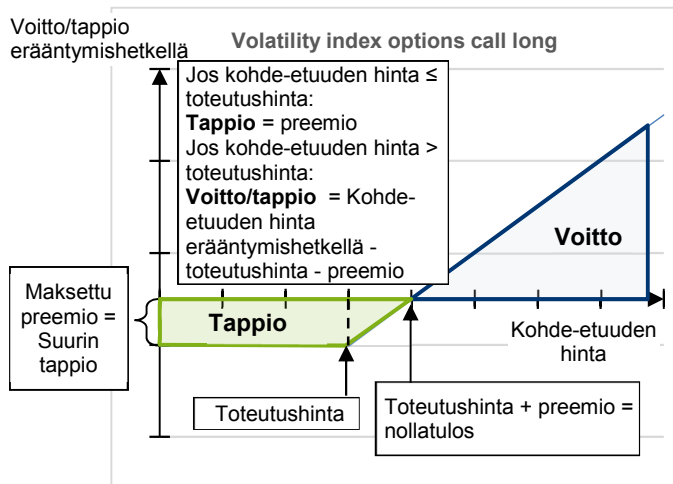 Voitto/tappio
erääntymishetkellä
Volatility index options call long
Jos kohde-etuuden hinta ≤
toteutushinta:
Tappio = preemio
Jos kohde-etuuden hinta >
toteutushinta:
Voitto/tappio = Kohde-
etuuden hinta
erääntymishetkellä -
toteutushinta - preemio
Voitto
Maksettu
preemio =
Suurin
tappio
Tappio
Kohde-etuuden
hinta
Toteutushinta
Toteutushinta + preemio =
nollatulos